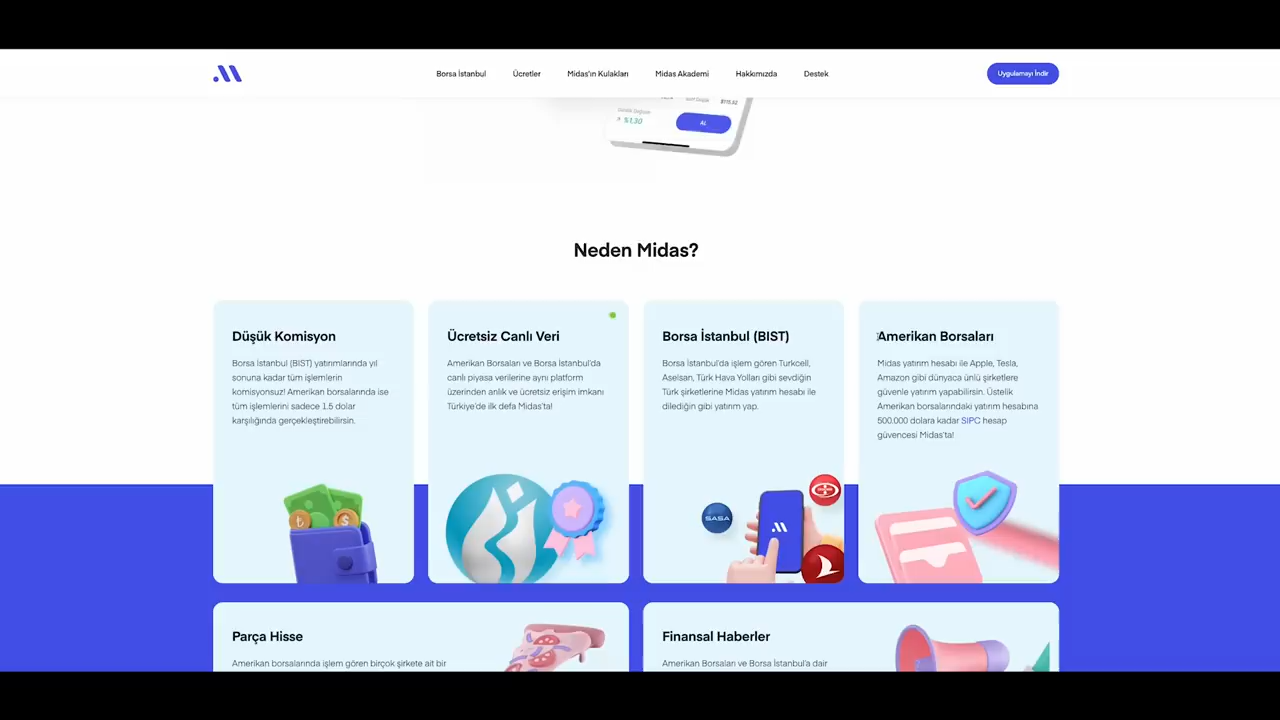 Borsa İstanbul
Ücretler
Midas'ın Kulakları
Midas Akademi
Hakkımızda
Destek
Uygulamayı İndir
$115,52
%1,30
AL
Neden Midas?
Düşük Komisyon
Borsa İstanbul (BIST) yatırımlarında yıl
sonuna kadar tüm işlemlerin
komisyonsuz! Amerikan borsalarında ise
tüm işlemlerini sadece 1.5 dolar
karşılığında gerçekleştirebilirsin.
Ücretsiz Canlı Veri
Amerikan Borsaları ve Borsa İstanbul'da
canlı piyasa verilerine aynı platform
üzerinden anlık ve ücretsiz erişim imkanı
Türkiye'de ilk defa Midas'ta!
Borsa İstanbul (BIST)
Borsa İstanbul'da işlem gören Turkcell,
Aselsan, Türk Hava Yolları gibi sevdiğin
Türk şirketlerine Midas yatırım hesabı ile
dilediğin gibi yatırım yap.
SASA
Amerikan Borsaları
Midas yatırım hesabı ile Apple, Tesla,
Amazon gibi dünyaca ünlü şirketlere
güvenle yatırım yapabilirsin. Üstelik
Amerikan borsalarındaki yatırım hesabına
500.000 dolara kadar SIPC hesap
güvencesi Midas'ta!
Parça Hisse
Amerikan borsalarında işlem gören birçok şirkete ait bir
Finansal Haberler
Amerikan Borsaları ve Borsa İstanbul'a dair